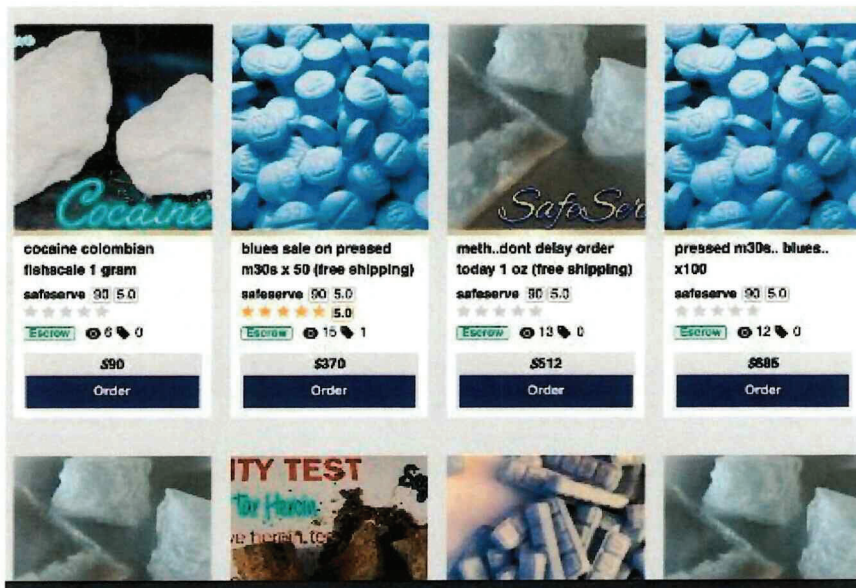 Cocaine
SafeSer
cocaine colombian
fishscale 1 gram
safeserve 90 5.0
Escrow 6 0
$90
Order
blues sale on pressed
m30s x 50 (free shipping)
safeserve 90 5.0
5.0
Escrow 15 1
$370
Order
meth..dont delay order
today 1 oz (free shipping)
safeserve 90 5.0
Escrow 13 0
$512
Order
pressed m30s.. blues..
x100
safeserve 90 5.0
Escrow 12 0
Order
ITY TEST
Tar Heroin